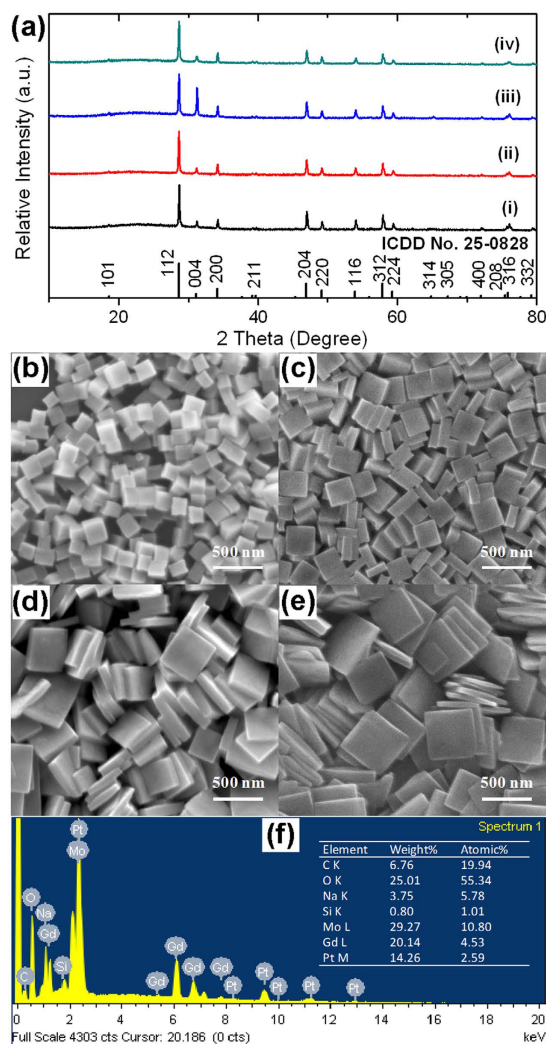 (a)
Relative Intensity (a.u.)
(iv)
(iii)
(ii)
(i)
ICDD No. 25-0828
101 112 004 200 211 204 220 116 312 224 314 305 400 208 316 332
20 40 60 80
2 Theta (Degree)
(b) (c)
500 nm 500 nm
(d) (e)
500 nm 500 nm
(f)
Spectrum 1
Element Weight% Atomic%
C K 6.76 19.94
O K 25.01 55.34
Na K 3.75 5.78
Si K 0.80 1.01
Mo L 29.27 10.80
Gd L 20.14 4.53
Pt M 14.26 2.59
Pt
Mo
O
Na
Gd
C
Si
Gd
Gd
Gd
Gd
Pt
Pt
Pt
Pt
Pt
0 2 4 6 8 10 12 14 16 18 20
Full Scale 4303 cts Cursor: 20.186 (0 cts) keV